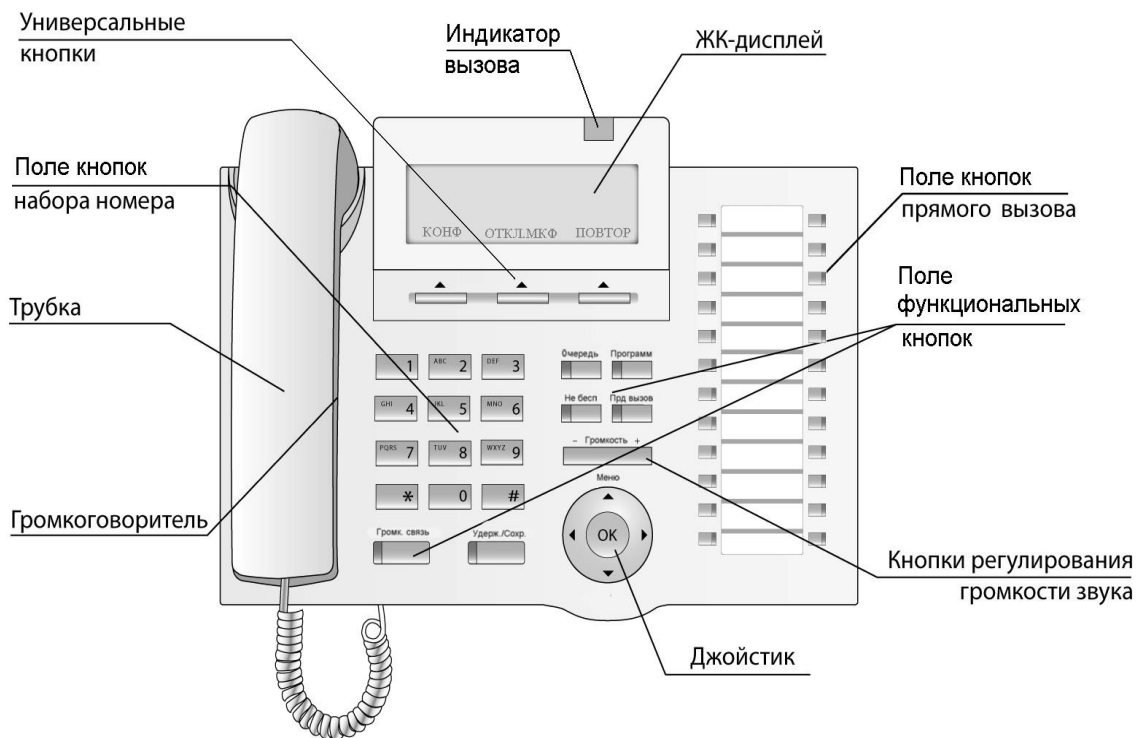 Универсальные
кнопки
Индикатор
вызова
ЖК-дисплей
Поле кнопок
набора номера
Поле кнопок
прямого вызова
КОНФ ОТКЛ.МКФ ПОВТОР
Поле
функциональных
кнопок
Трубка
Очередь Программ
1 ABC 2 DEF 3
Не бесп Прд вызов
GHI 4 JKL 5 MNO 6
– Громкость +
PQRS 7 TUV 8 WXYZ 9
Меню
* 0 #
Громкоговоритель
Громк. связь Удерж./Сохр.
OK
Кнопки регулирования
громкости звука
Джойстик